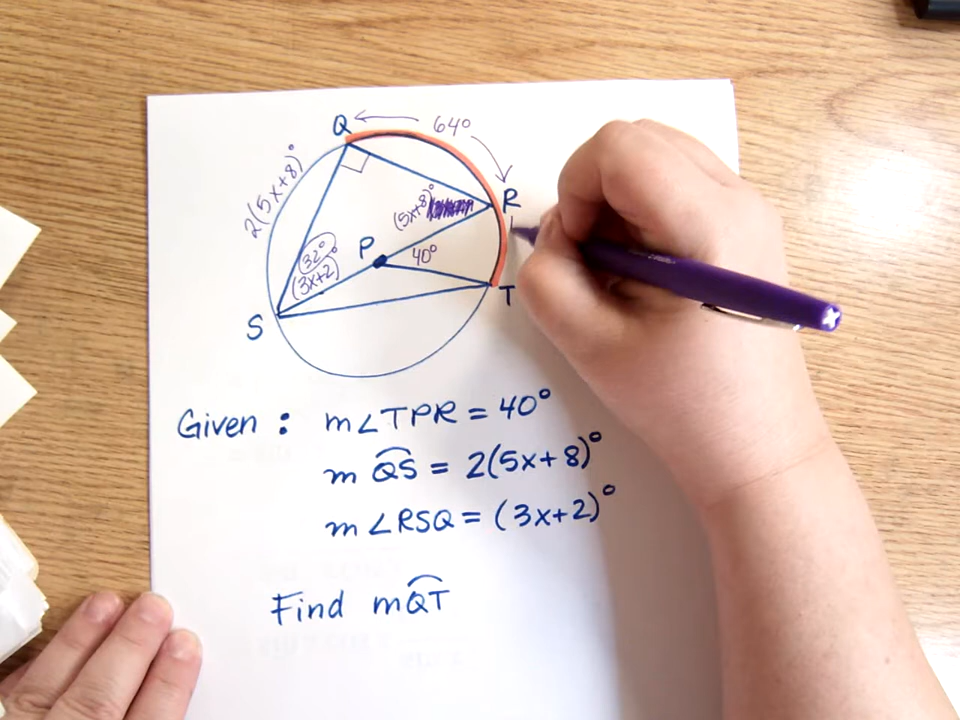 Q 64°
2(5x+8)°
R
(5x+8)°
P 40°
32°
(3x+2)°
T
S
Given : m∠TPR = 40°
m QS = 2(5x+8)°
m∠RSQ = (3x+2)°
Find mQT